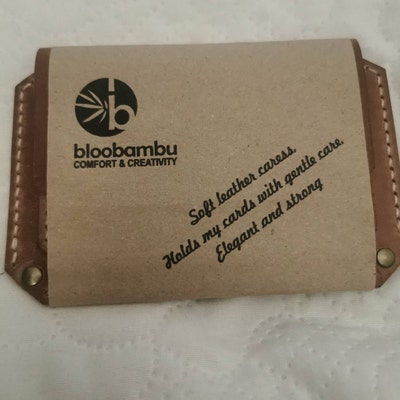 b
bloobambu
COMFORT & CREATIVITY
Soft leather caress,
Holds my cards with gentle care,
Elegant and strong